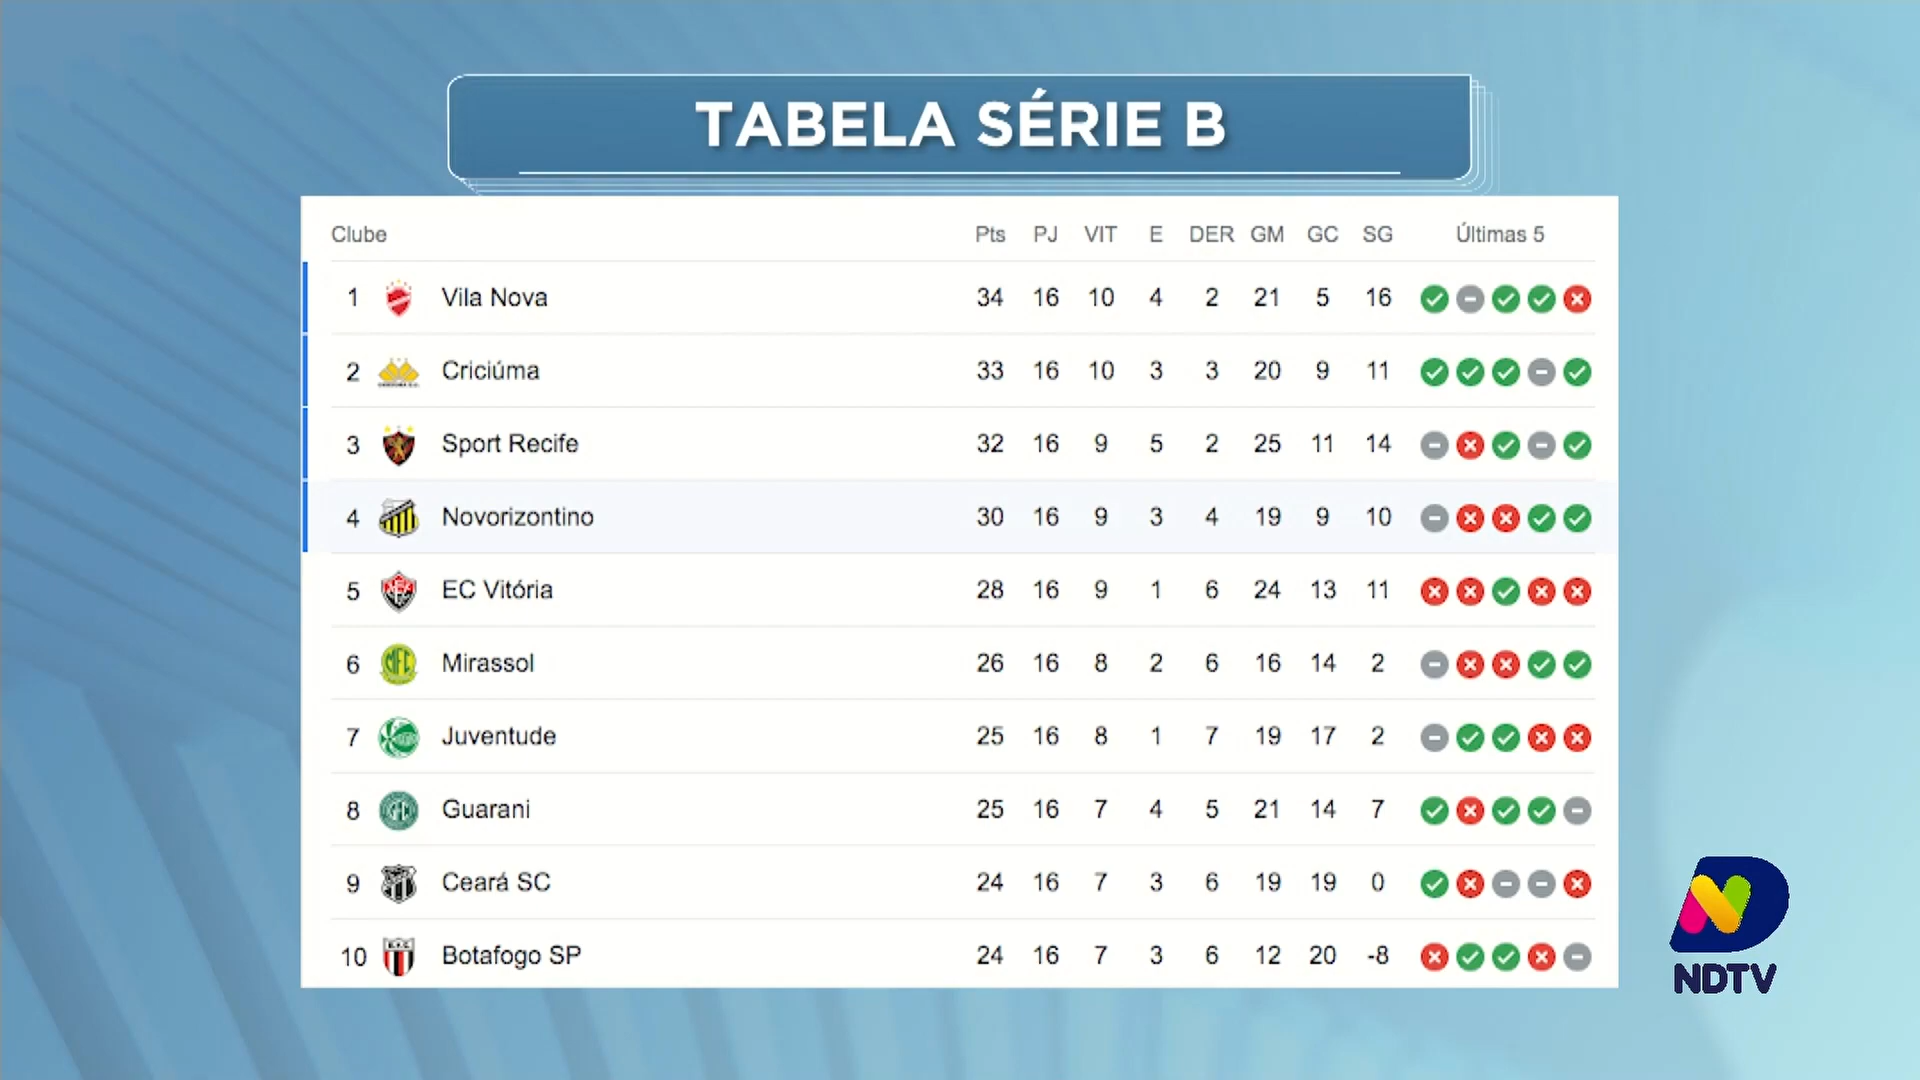 TABELA SÉRIE B
Clube Pts PJ VIT E DER GM GC SG Últimas 5
1 Vila Nova 34 16 10 4 2 21 5 16
2 Criciúma 33 16 10 3 3 20 9 11
3 Sport Recife 32 16 9 5 2 25 11 14
4 Novorizontino 30 16 9 3 4 19 9 10
5 EC Vitória 28 16 9 1 6 24 13 11
6 Mirassol 26 16 8 2 6 16 14 2
7 Juventude 25 16 8 1 7 19 17 2
8 Guarani 25 16 7 4 5 21 14 7
9 Ceará SC 24 16 7 3 6 19 19 0
10 Botafogo SP 24 16 7 3 6 12 20 -8
NDTV